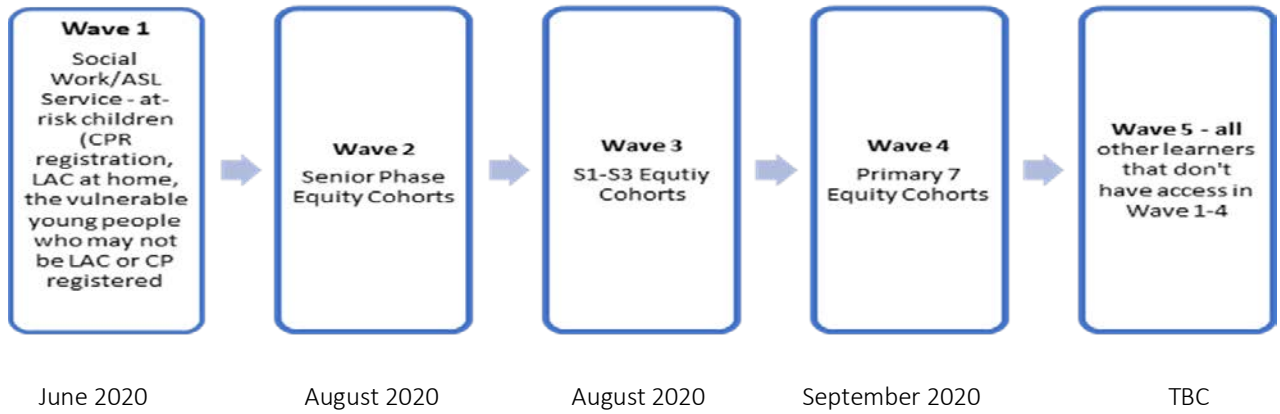 Wave 1
Social
Work/ASL
Service - at-
risk children
(CPR
registration,
LAC at home,
the vulnerable
young people
who may not
be LAC or CP
registered
Wave 2
Senior Phase
Equity Cohorts
Wave 3
S1-S3 Equtiy
Cohorts
Wave 4
Primary 7
Equity Cohorts
Wave 5 - all
other learners
that don't
have access in
Wave 1-4
June 2020
August 2020
August 2020
September 2020
TBC